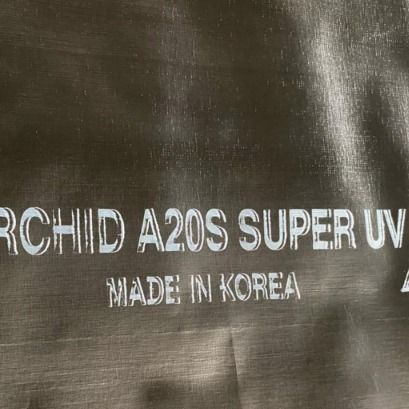 RCHID A20S SUPER UV
MADE IN KOREA